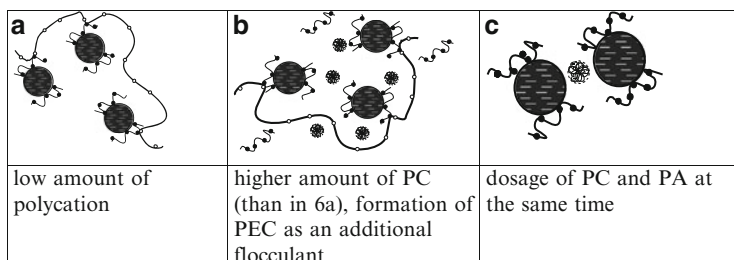 a
b
c
low amount of
polycation
higher amount of PC
(than in 6a), formation of
PEC as an additional
flocculant
dosage of PC and PA at
the same time